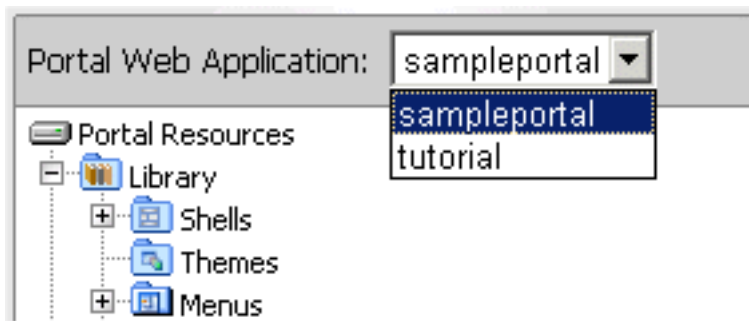 Portal Web Application: sampleportal
sampleportal
tutorial
Portal Resources
Library
Shells
Themes
Menus